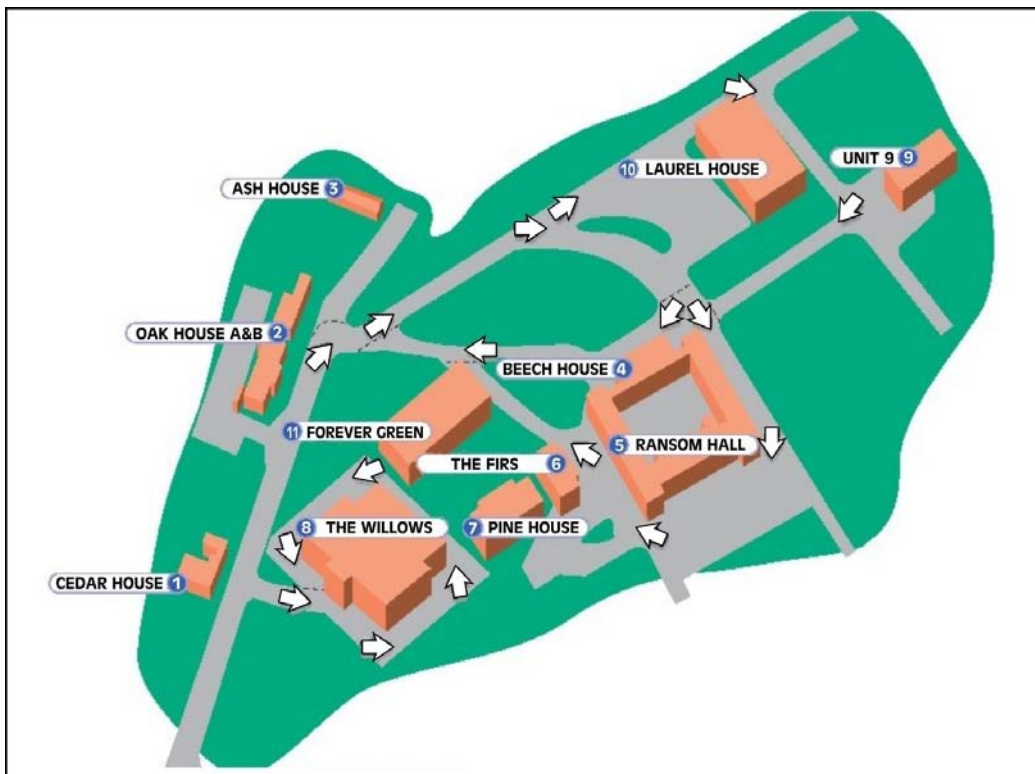 10 LAUREL HOUSE
UNIT 9 9
ASH HOUSE 3
OAK HOUSE A&B 2
BEECH HOUSE 4
11 FOREVER GREEN
5 RANSOM HALL
THE FIRS 6
8 THE WILLOWS
7 PINE HOUSE
CEDAR HOUSE 1